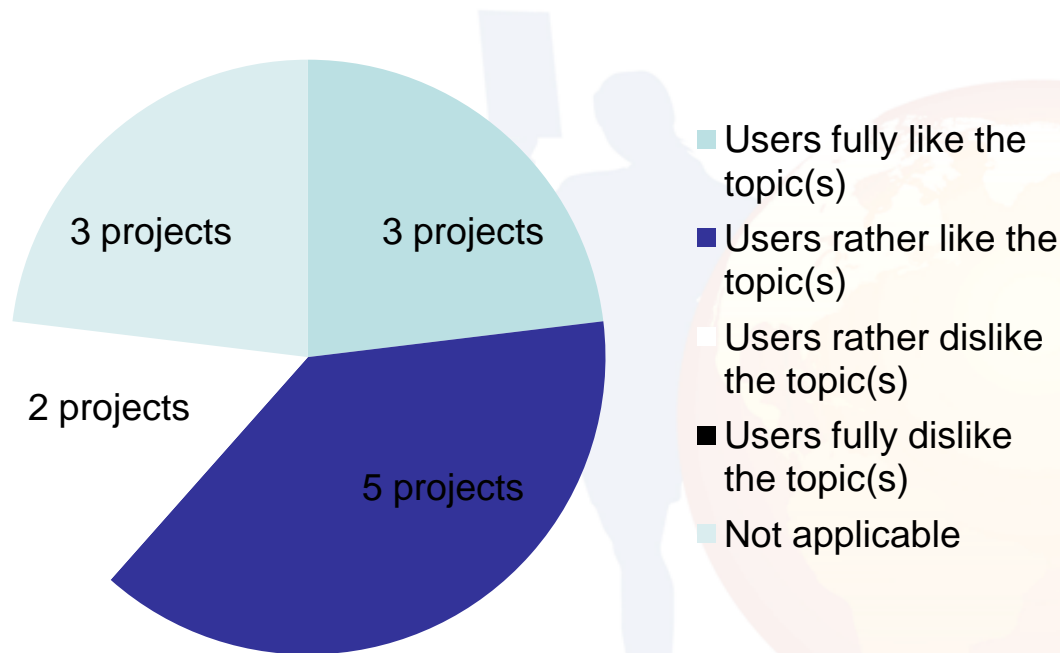 3 projects
3 projects
2 projects
5 projects
Users fully like the
topic(s)
Users rather like the
topic(s)
Users rather dislike
the topic(s)
Users fully dislike
the topic(s)
Not applicable